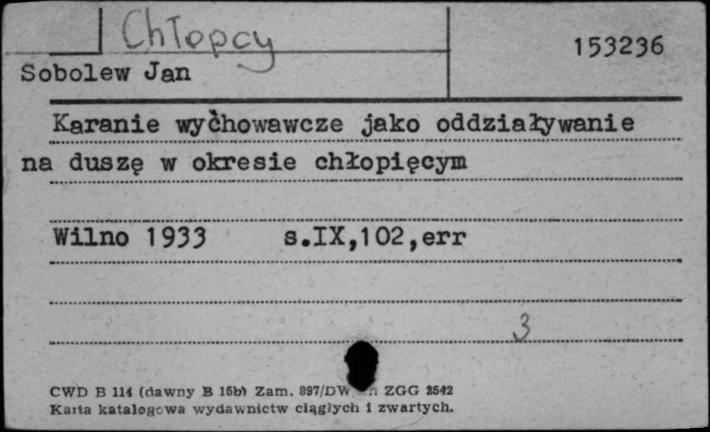 Chłopcy
153236
Sobolew Jan
Karanie wychowawcze jako oddziaływanie
na duszę w okresie chłopięcym
Wilno 1933 s.IX,102,err
3
CWD B 114 (dawny B 15b) Zam. 897/DW ZGG 2542
Karta katalogowa wydawnictw ciągłych i zwartych.